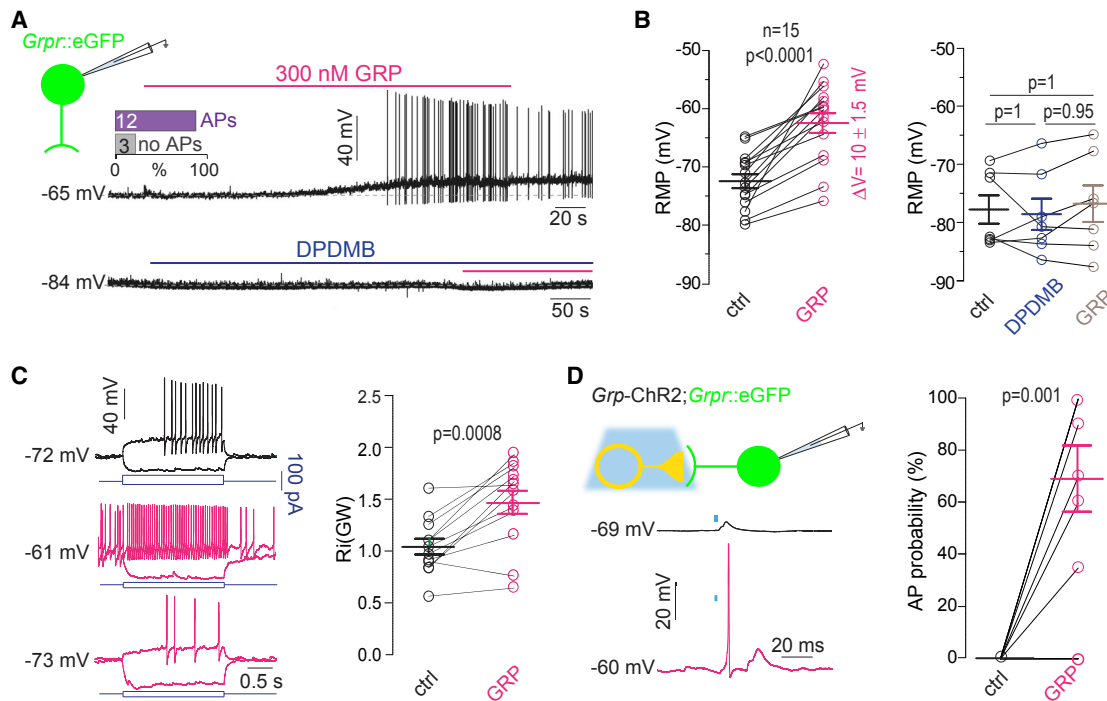 A
Grpr::eGFP
300 nM GRP
12 APs
3 no APs
0 % 100
40 mV
-65 mV
20 s
DPDMB
-84 mV
50 s
B
n=15
p<0.0001
-50
-60
-70
-80
-90
RMP (mV)
ΔV= 10 ± 1.5 mV
ctrl
GRP
-50
-60
-70
-80
-90
RMP (mV)
p=1
p=1 p=0.95
ctrl
DPDMB
GRP
C
40 mV
-72 mV
100 pA
-61 mV
-73 mV
0.5 s
p=0.0008
2.5
2.0
1.5
1.0
0.5
0.0
Ri(GW)
ctrl
GRP
D
Grp-ChR2;Grpr::eGFP
-69 mV
20 mV
20 ms
-60 mV
p=0.001
100
80
60
40
20
0
AP probability (%)
ctrl
GRP